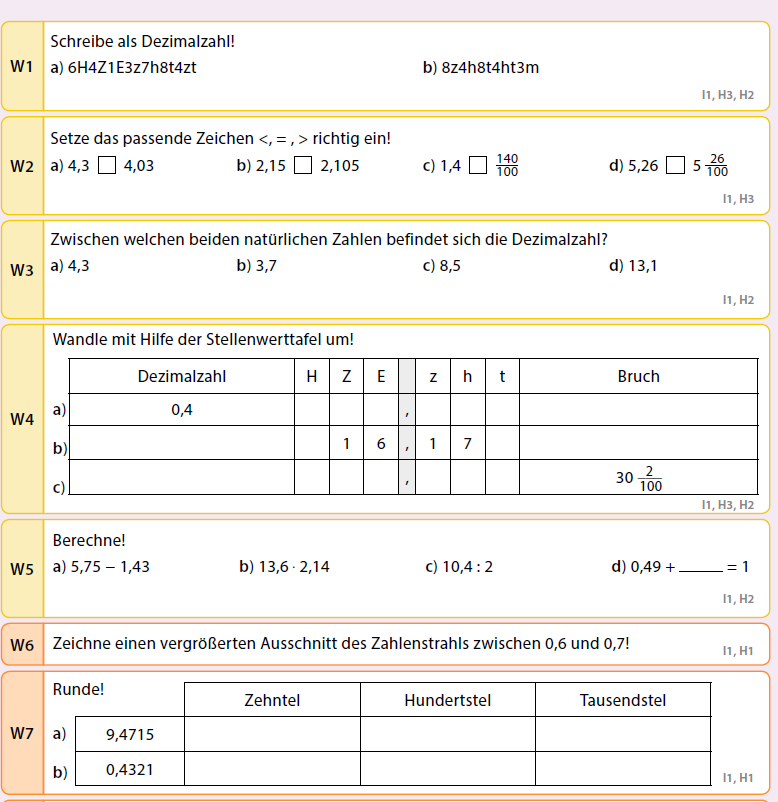 W1
Schreibe als Dezimalzahl!
a) 6H4Z1E3z7h8t4zt b) 8z4h8t4ht3m
I1, H3, H2
W2
Setze das passende Zeichen <, = , > richtig ein!
a) 4,3 □ 4,03 b) 2,15 □ 2,105 c) 1,4 □ 140/100 d) 5,26 □ 5 26/100
I1, H3
W3
Zwischen welchen beiden natürlichen Zahlen befindet sich die Dezimalzahl?
a) 4,3 b) 3,7 c) 8,5 d) 13,1
I1, H2
W4
Wandle mit Hilfe der Stellenwerttafel um!
Dezimalzahl H Z E z h t Bruch
a) 0,4 ,
b) 1 6 , 1 7
c) , 30 2/100
I1, H3, H2
W5
Berechne!
a) 5,75 – 1,43 b) 13,6 · 2,14 c) 10,4 : 2 d) 0,49 + _____ = 1
I1, H2
W6
Zeichne einen vergrößerten Ausschnitt des Zahlenstrahls zwischen 0,6 und 0,7!
I1, H1
W7
Runde!
Zehntel Hundertstel Tausendstel
a) 9,4715
b) 0,4321
I1, H1